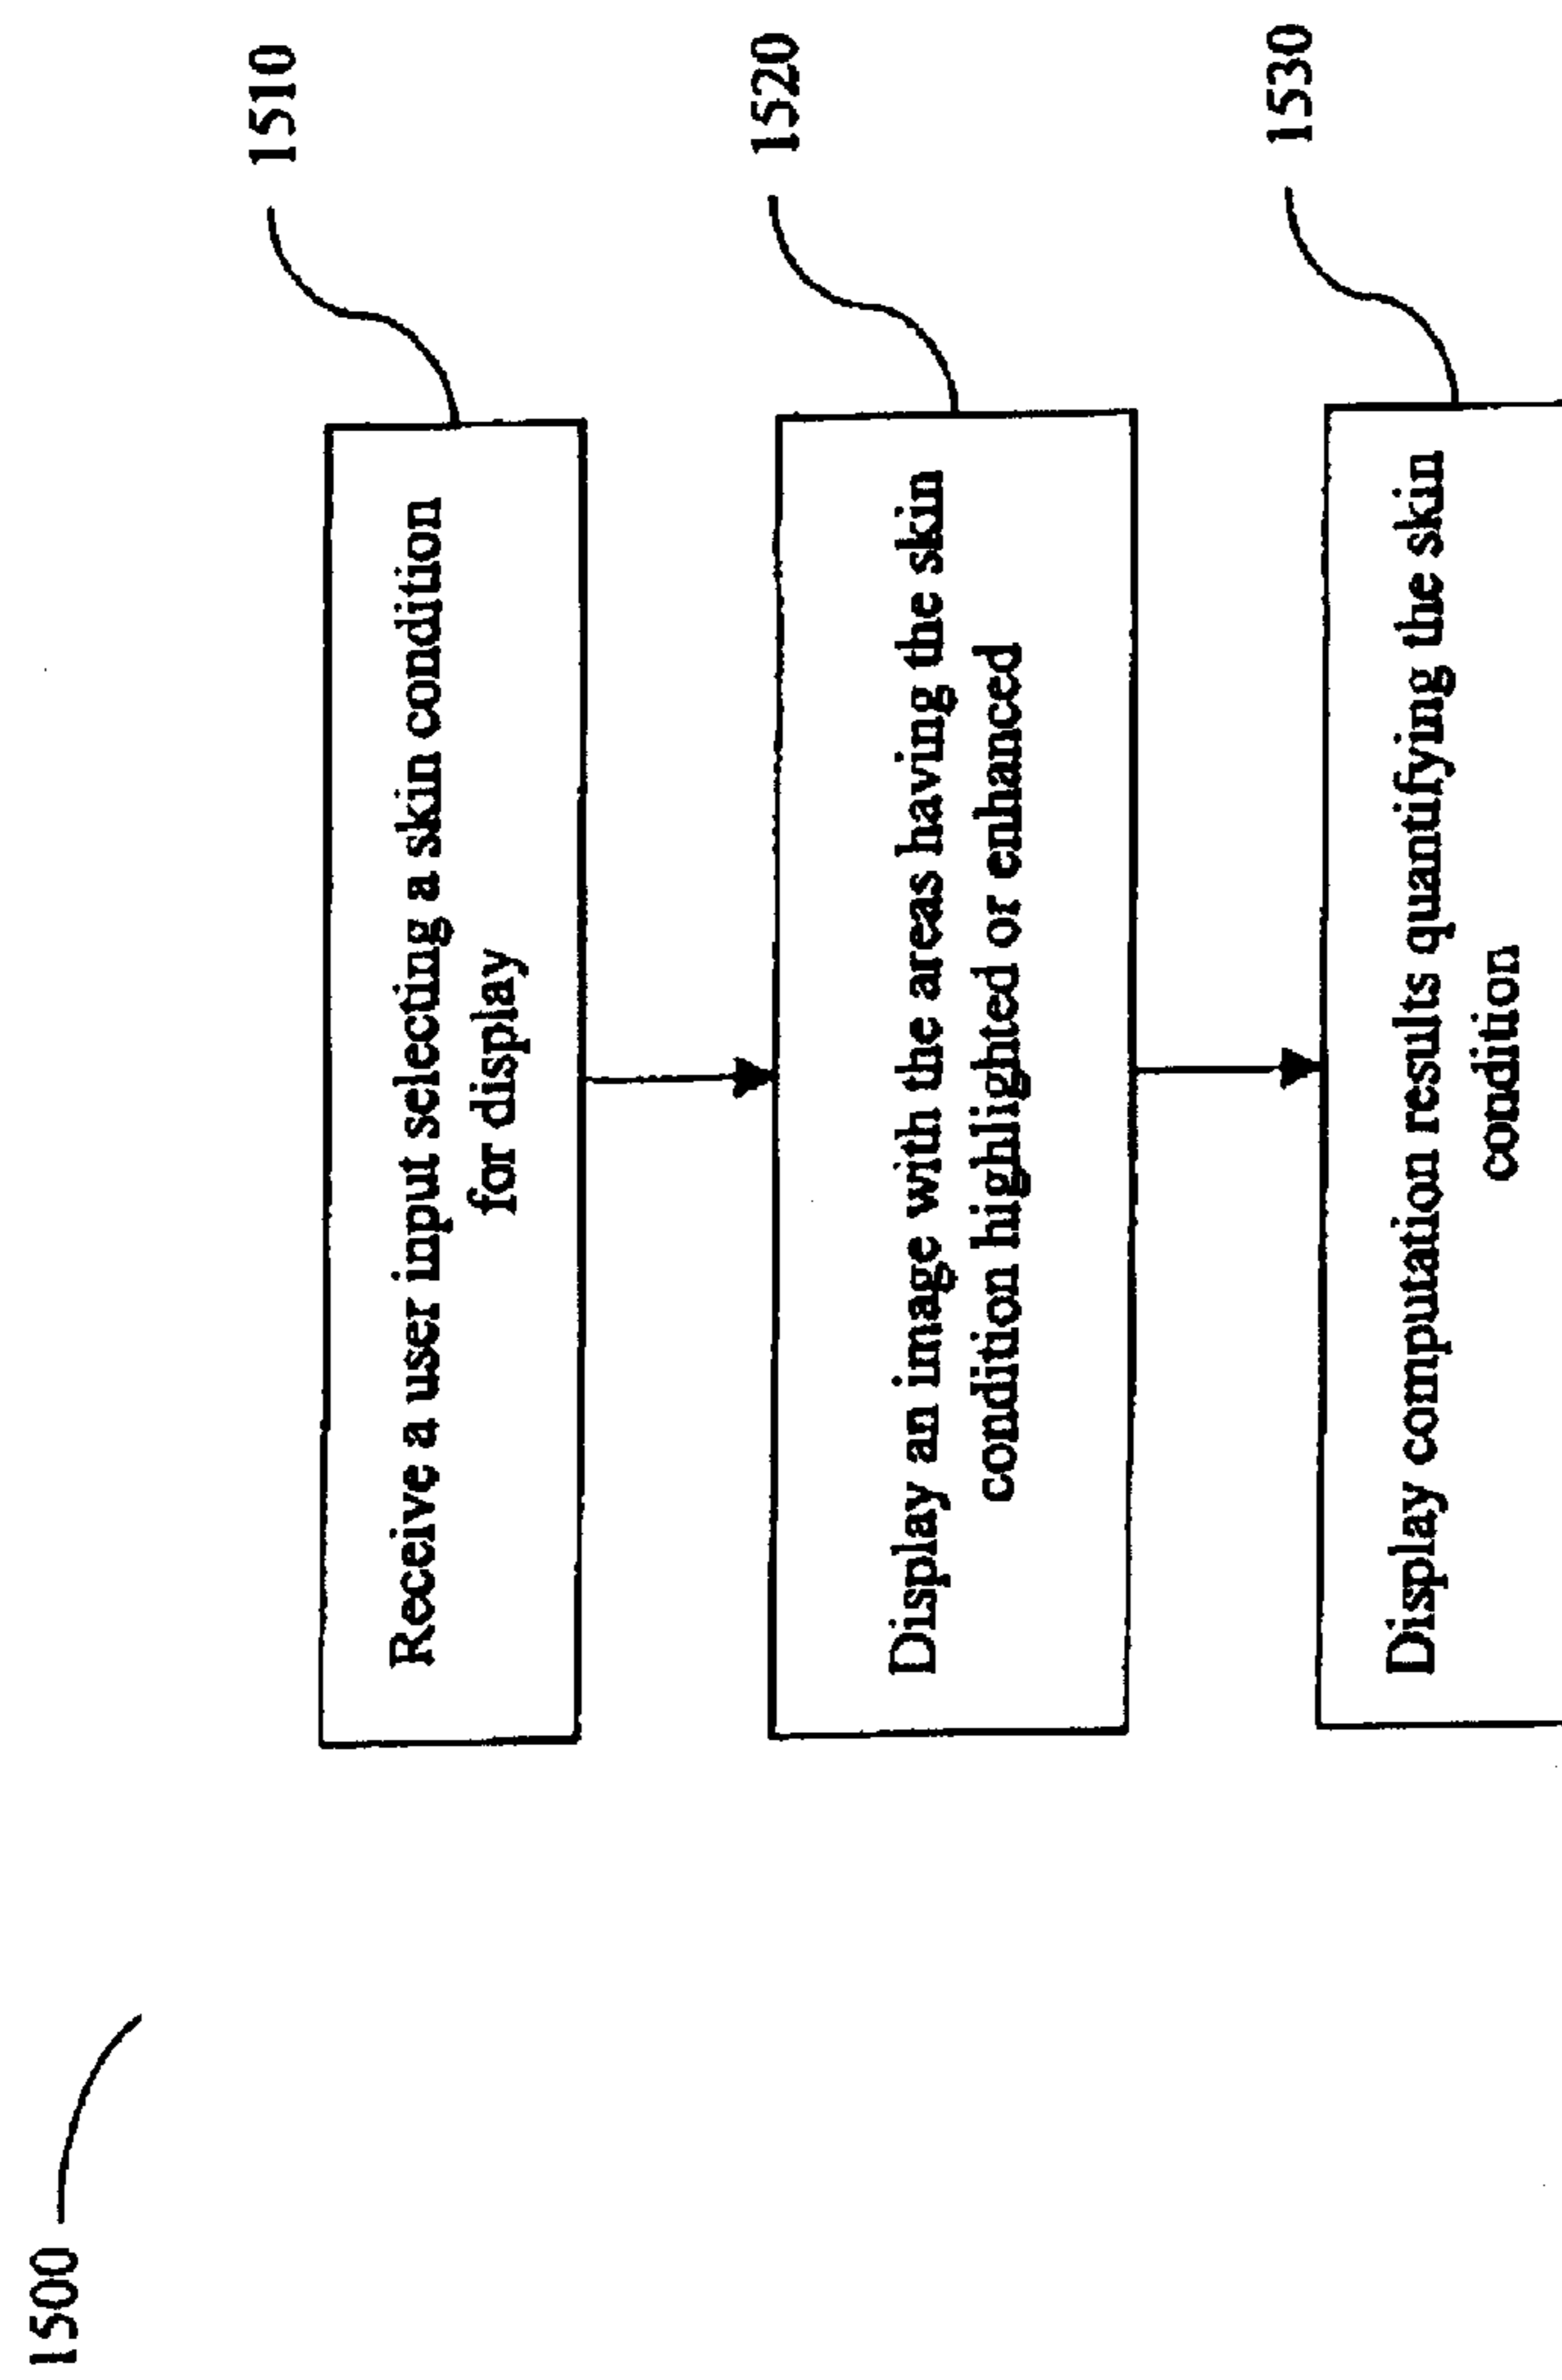 1500
1510
Receive a user input selecting a skin condition
for display
1520
Display an image with the areas having the skin
condition highlighted or enhanced
1530
Display computation results quantifying the skin
condition